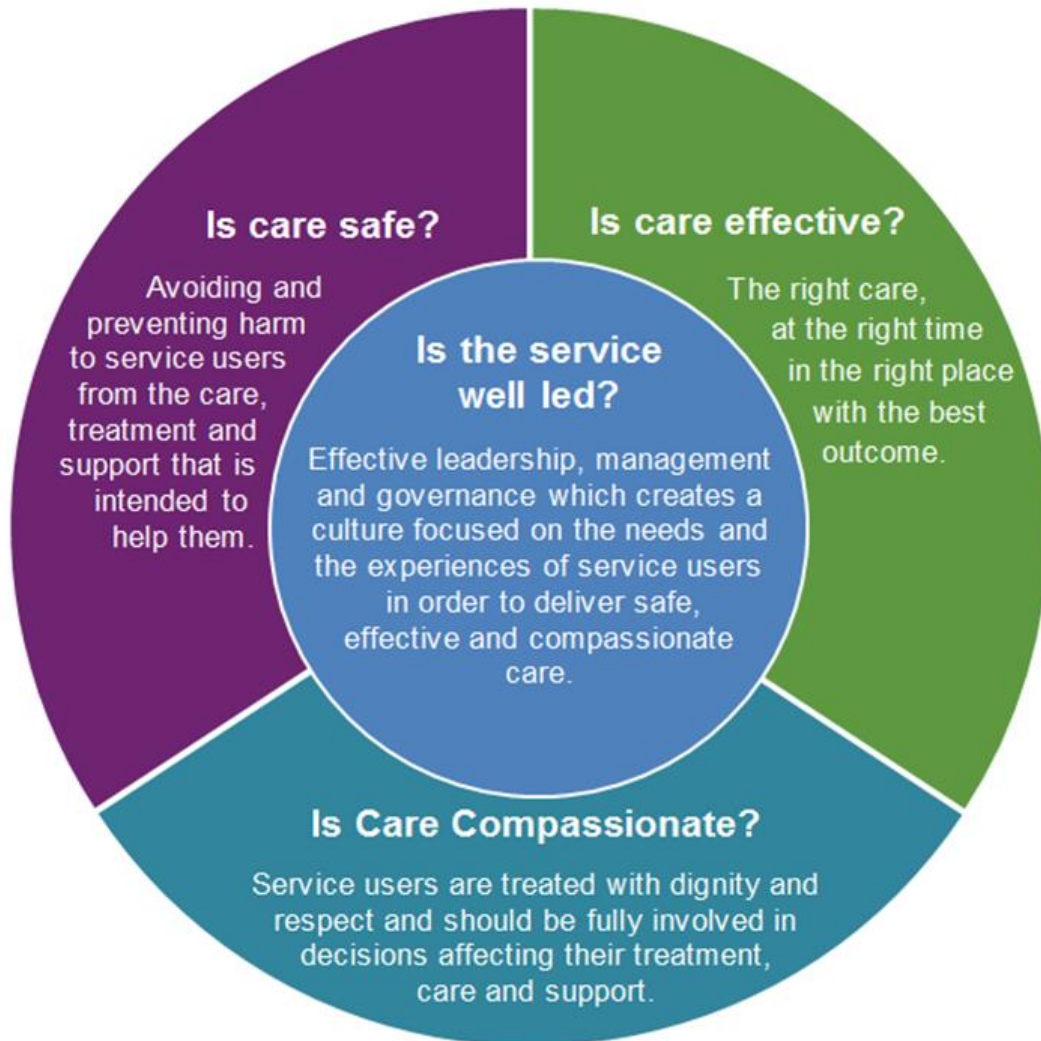 Is care safe?
Avoiding and
preventing harm
to service users
from the care,
treatment and
support that is
intended to
help them.
Is care effective?
The right care,
at the right time
in the right place
with the best
outcome.
Is the service
well led?
Effective leadership, management
and governance which creates a
culture focused on the needs and
the experiences of service users
in order to deliver safe,
effective and compassionate
care.
Is Care Compassionate?
Service users are treated with dignity and
respect and should be fully involved in
decisions affecting their treatment,
care and support.